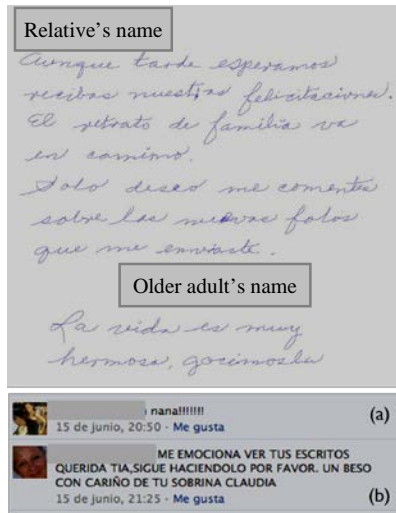 Relative's name
Aunque tarde esperamos
recibas nuestras felicitaciones.
El retrato de familia va
en camino.
Solo deseo me comentes
sobre las nuevas fotos
que me enviaste.
Older adult's name
La vida es muy
hermosa, gocemosla
nana!!!!!!!
(a)
15 de junio, 20:50 · Me gusta
ME EMOCIONA VER TUS ESCRITOS
QUERIDA TIA,SIGUE HACIENDOLO POR FAVOR. UN BESO
CON CARIÑO DE TU SOBRINA CLAUDIA
15 de junio, 21:25 · Me gusta
(b)